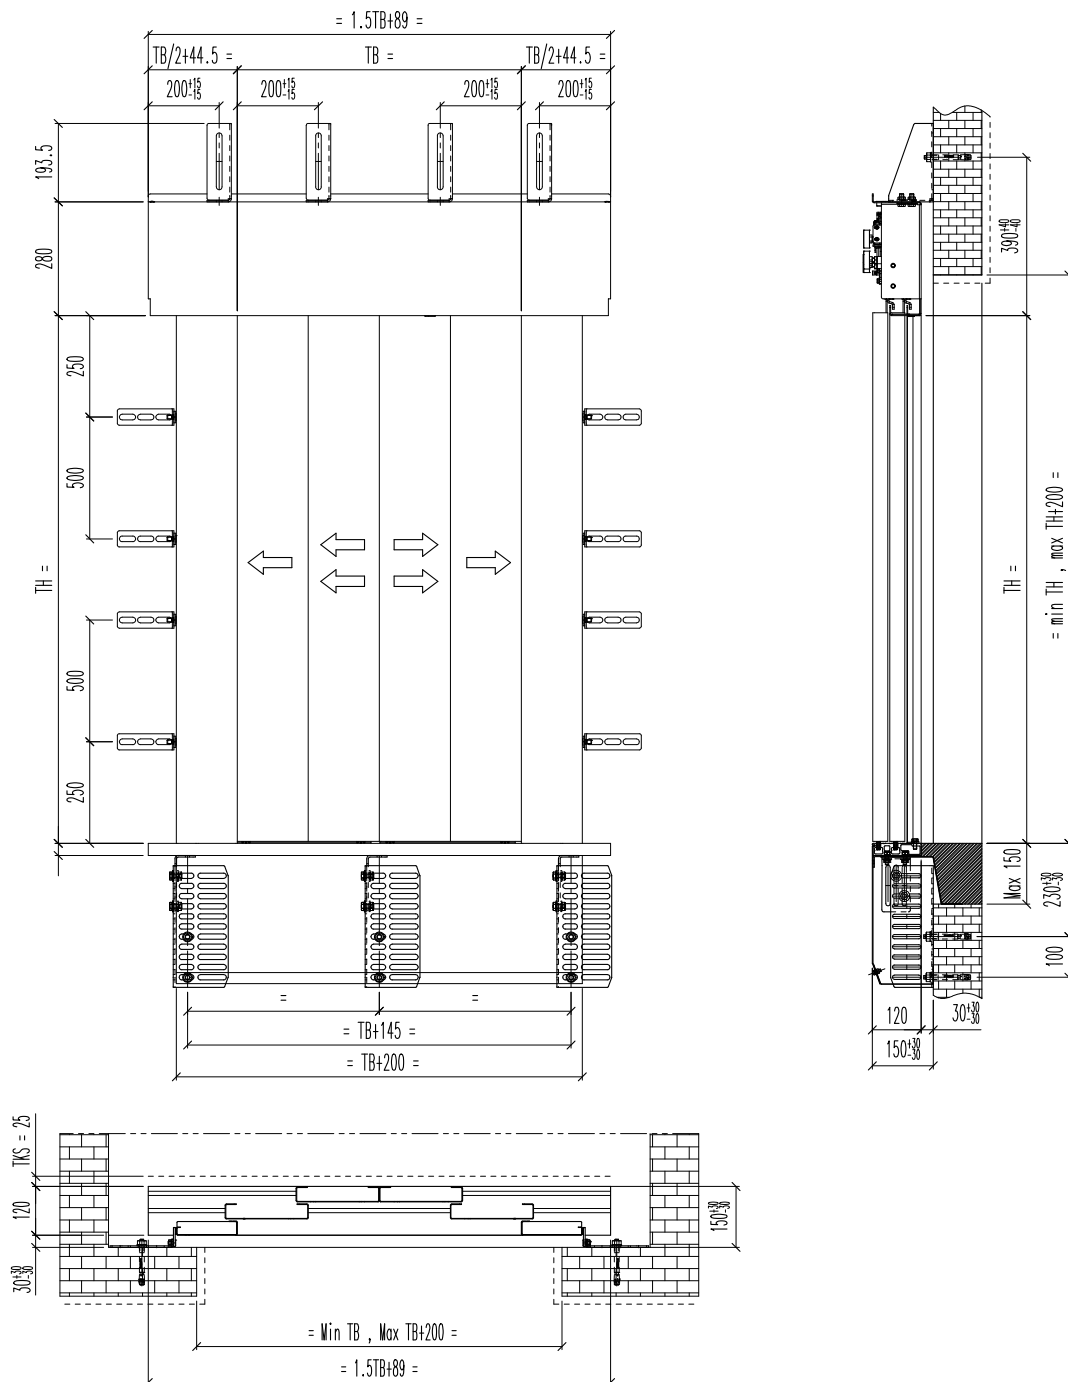 = 1.5TB+89 =
TB/2+44.5 =
TB =
TB/2+44.5 =
200+15-15
200+15-15
200+15-15
200+15-15
193.5
280
250
500
TH =
500
250
=
=
= TB+145 =
= TB+200 =
390+40-40
TH =
= min TH , max TH+200 =
Max 150
230+30-30
100
120
30+30-30
150+30-30
TKS = 25
120
30+30-30
150+30-30
= Min TB , Max TB+200 =
= 1.5TB+89 =